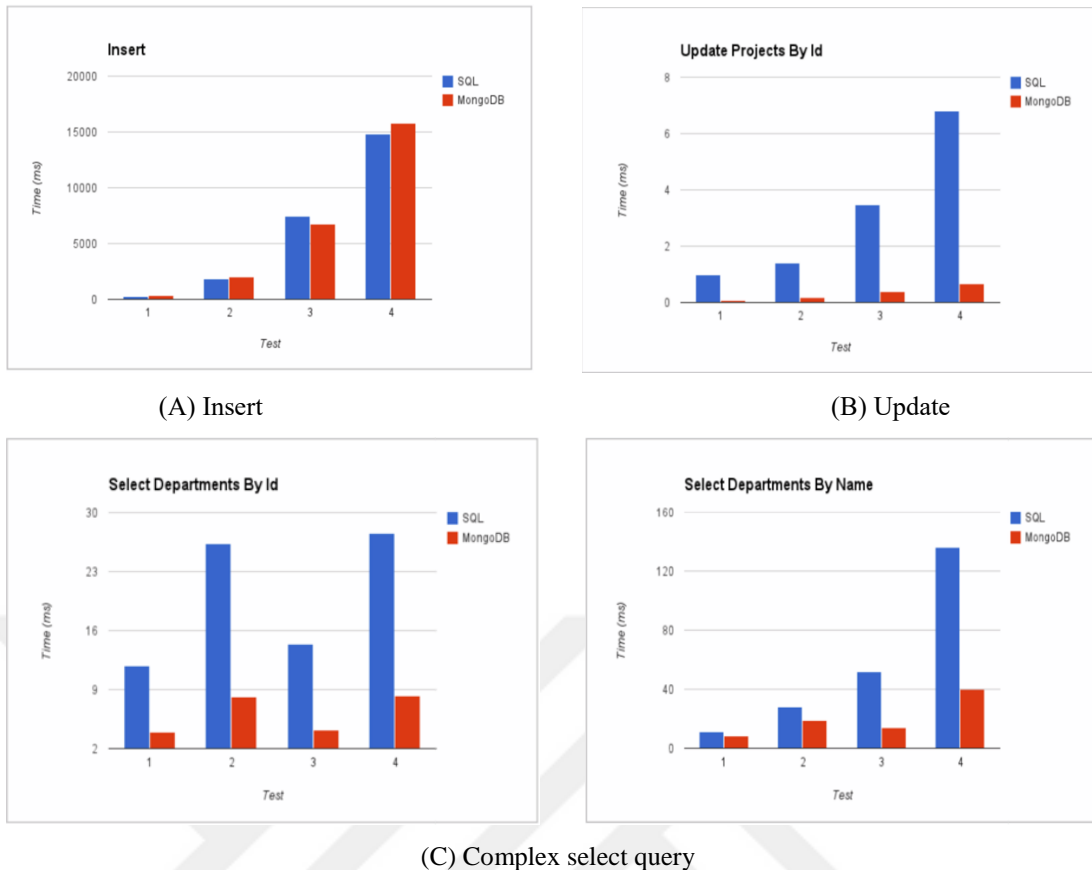 Insert
20000
15000
10000
5000
0
Time (ms)
1 2 3 4
Test
SQL
MongoDB
Update Projects By Id
8
6
4
2
0
Time (ms)
1 2 3 4
Test
SQL
MongoDB
(A) Insert
(B) Update
Select Departments By Id
30
23
16
9
2
Time (ms)
1 2 3 4
Test
SQL
MongoDB
Select Departments By Name
160
120
80
40
0
Time (ms)
1 2 3 4
Test
SQL
MongoDB
(C) Complex select query